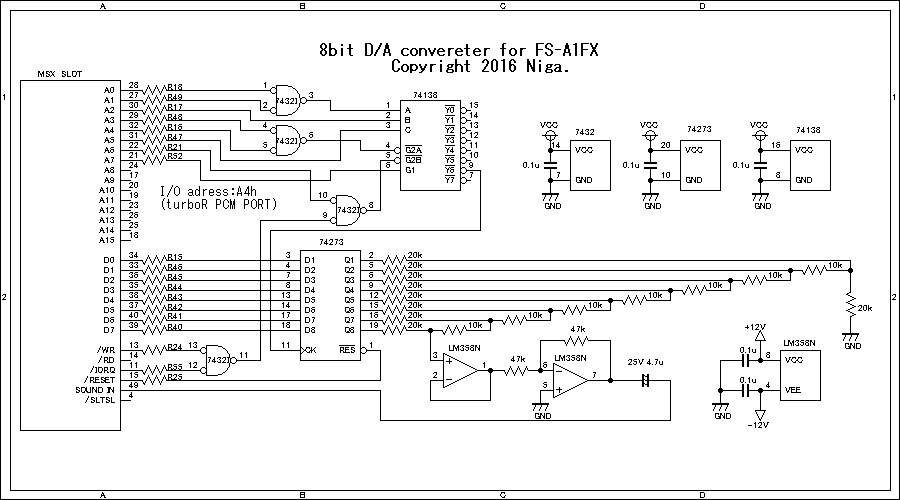 A B C D
8bit D/A convereter for FS-A1FX
Copyright 2016 Niga.
1 1
2 2
MSX SLOT
A0 28 R18
A1 27 R49
A2 30 R17
A3 29 R48
A4 32 R16
A5 31 R47
A6 22 R21
A7 21 R52
A8 24
A9 17
A10 20
A11 19
A12 23
A13 26
A14 25
A15 18
I/O adress:A4h
(turboR PCM PORT)
1 2 7432 3
4 5 7432 6
10 9 7432 8
74138
1 A Y0 15
2 B Y1 14
3 C Y2 13
Y3 12
4 G2A Y4 11
5 G2B Y5 10
6 G1 Y6 9
Y7 7
VCC 7432
14 VCC
0.1u
7 GND
GND
VCC 74273
20 VCC
0.1u
10 GND
GND
VCC 74138
16 VCC
0.1u
8 GND
GND
74273
D0 34 R15 3 D1 Q1 2 20k
D1 33 R46 4 D2 Q2 5 20k
D2 36 R45 7 D3 Q3 6 20k
D3 35 R44 8 D4 Q4 9 20k
D4 38 R43 13 D5 Q5 12 20k
D5 37 R42 14 D6 Q6 15 20k
D6 40 R41 17 D7 Q7 16 20k
D7 39 R40 18 D8 Q8 19 20k
11 CK RES 1
10k 10k 10k 10k 10k 10k 10k
20k
GND
/WR 13 R24
/RD 14
/IORQ 11 R55
/RESET 15 R25
SOUND IN 49
/SLTSL 4
13 12 7432 11
LM358N
3 2 1
47k
47k
LM358N
6 5 7
GND
25V 4.7u
+12V
LM358N
0.1u 8 VCC
0.1u 4 VEE
GND
-12V
A B C D